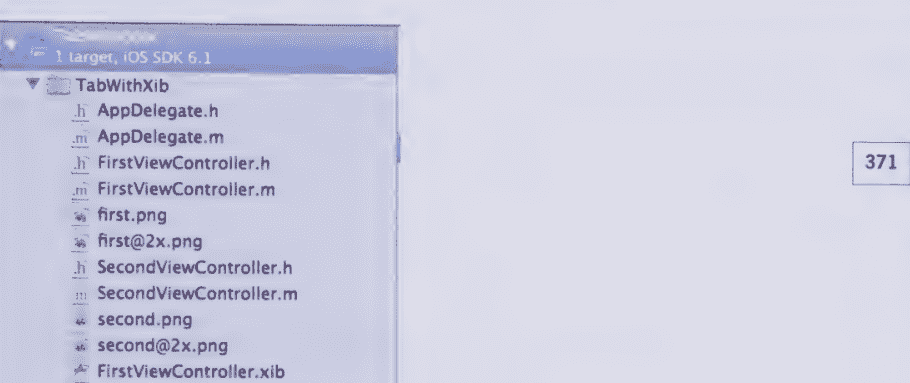 1 target, iOS SDK 6.1
TabWithXib
.h AppDelegate.h
.m AppDelegate.m
.h FirstViewController.h
.m FirstViewController.m
first.png
first@2x.png
.h SecondViewController.h
m SecondViewController.m
second.png
second@2x.png
FirstViewController.xib
371